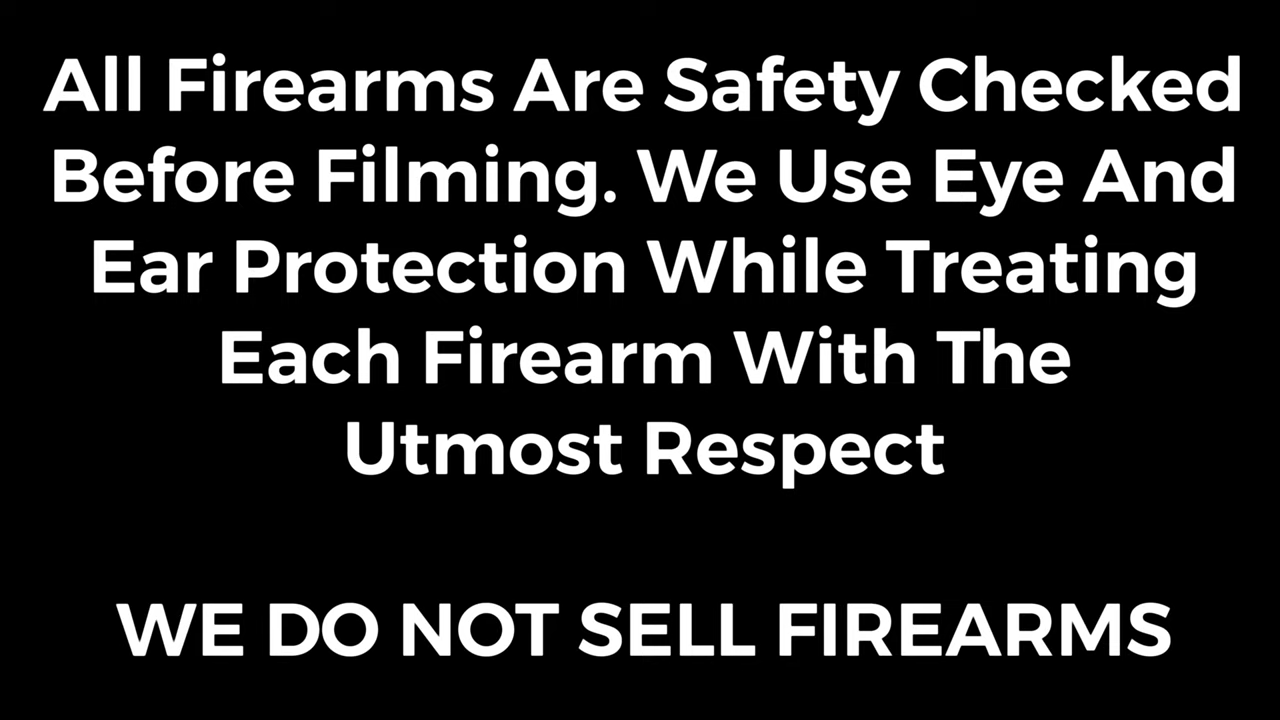 All Firearms Are Safety Checked
Before Filming. We Use Eye And
Ear Protection While Treating
Each Firearm With The
Utmost Respect
WE DO NOT SELL FIREARMS